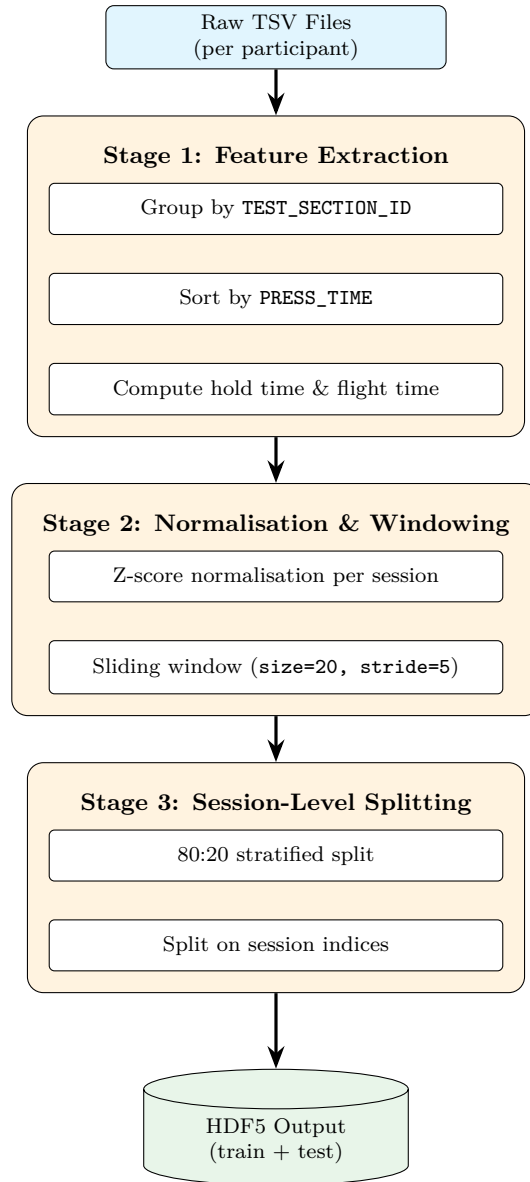 Raw TSV Files
(per participant)
Stage 1: Feature Extraction
Group by TEST_SECTION_ID
Sort by PRESS_TIME
Compute hold time & flight time
Stage 2: Normalisation & Windowing
Z-score normalisation per session
Sliding window (size=20, stride=5)
Stage 3: Session-Level Splitting
80:20 stratified split
Split on session indices
HDF5 Output
(train + test)